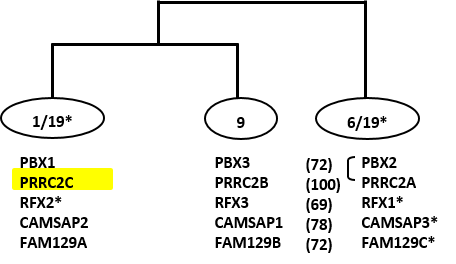 1/19* 9 6/19*
PBX1 PBX3 (72) PBX2
PRRC2C PRRC2B (100) PRRC2A
RFX2* RFX3 (69) RFX1*
CAMSAP2 CAMSAP1 (78) CAMSAP3*
FAM129A FAM129B (72) FAM129C*